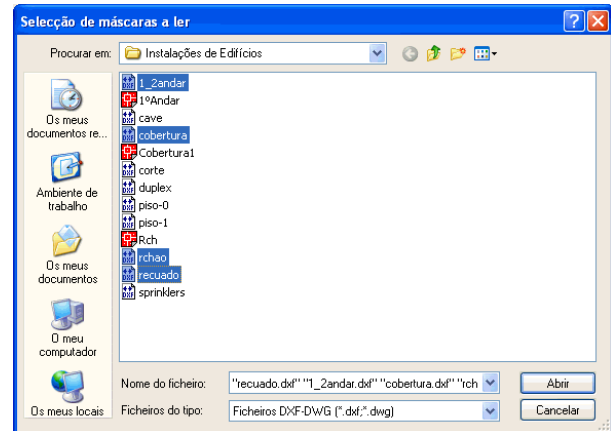 Selecção de máscaras a ler
Procurar em:
Instalações de Edifícios
1_2andar
1ºAndar
cave
cobertura
Cobertura1
corte
duplex
piso-0
piso-1
Rch
rchao
recuado
sprinklers
Os meus
documentos re...
Ambiente de
trabalho
Os meus
documentos
O meu
computador
Os meus locais
Nome do ficheiro:
"recuado.dxf" "1_2andar.dxf" "cobertura.dxf" "rch
Abrir
Ficheiros do tipo:
Ficheiros DXF-DWG (*.dxf;*.dwg)
Cancelar